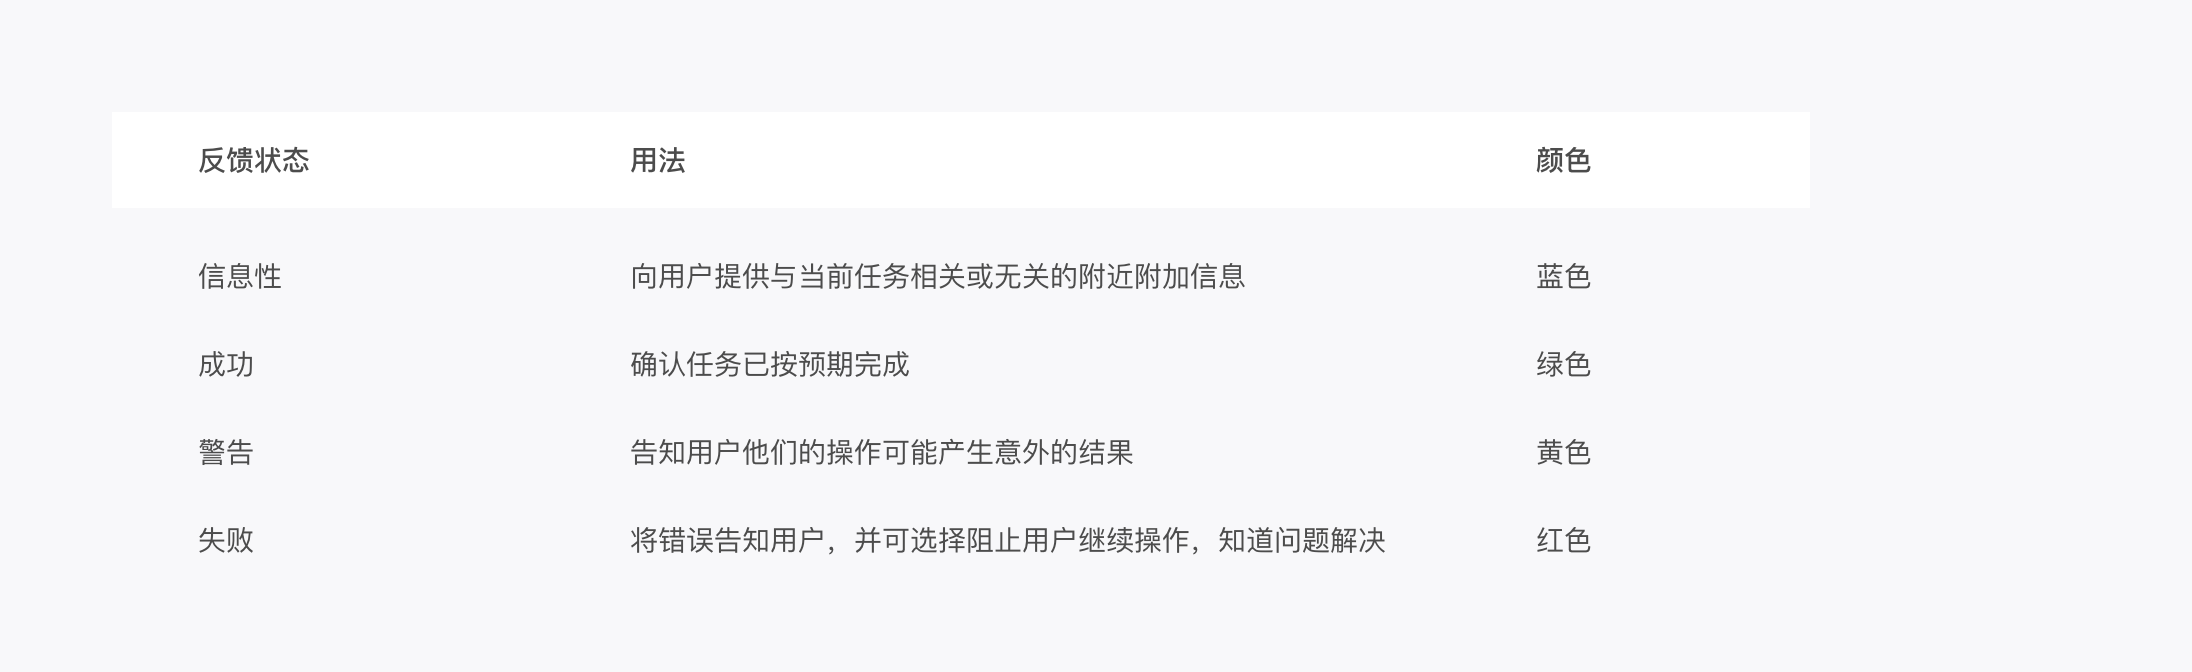 反馈状态 用法 颜色
信息性 向用户提供与当前任务相关或无关的附近附加信息 蓝色
成功 确认任务已按预期完成 绿色
警告 告知用户他们的操作可能产生意外的结果 黄色
失败 将错误告知用户，并可选择阻止用户继续操作，知道问题解决 红色